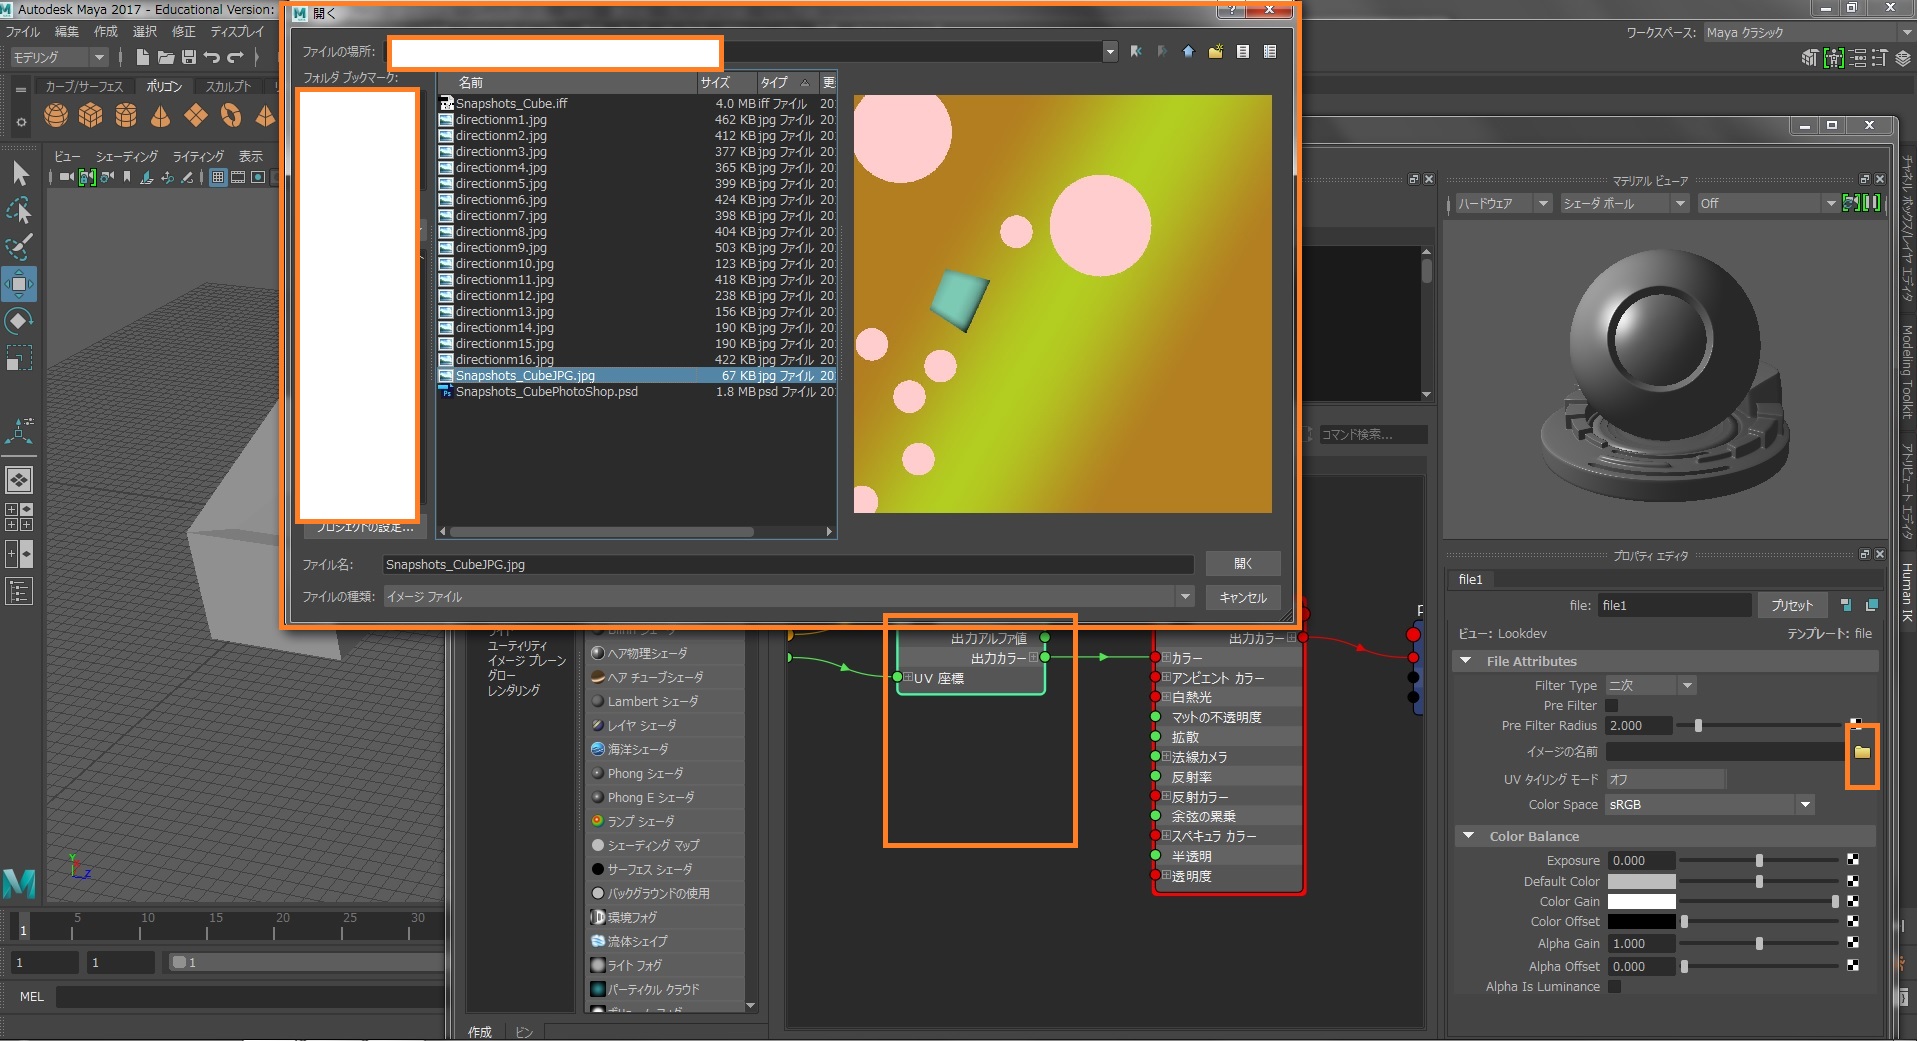 Autodesk Maya 2017 - Educational Version:
ファイル 編集 作成 選択 修正 ディスプレイ
モデリング
カーブ/サーフェス ポリゴン スカルプト
ビュー シェーディング ライティング 表示
ワークスペース: Maya クラシック
開く
ファイルの場所:
フォルダ ブックマーク:
名前 サイズ タイプ 更
Snapshots_Cube.iff 4.0 MB iff ファイル 20
directionm1.jpg 462 KB jpg ファイル 20
directionm2.jpg 412 KB jpg ファイル 20
directionm3.jpg 377 KB jpg ファイル 20
directionm4.jpg 365 KB jpg ファイル 20
directionm5.jpg 399 KB jpg ファイル 20
directionm6.jpg 424 KB jpg ファイル 20
directionm7.jpg 398 KB jpg ファイル 20
directionm8.jpg 404 KB jpg ファイル 20
directionm9.jpg 503 KB jpg ファイル 20
directionm10.jpg 123 KB jpg ファイル 20
directionm11.jpg 418 KB jpg ファイル 20
directionm12.jpg 238 KB jpg ファイル 20
directionm13.jpg 156 KB jpg ファイル 20
directionm14.jpg 190 KB jpg ファイル 20
directionm15.jpg 190 KB jpg ファイル 20
directionm16.jpg 422 KB jpg ファイル 20
Snapshots_CubeJPG.jpg 67 KB jpg ファイル 20
Snapshots_CubePhotoShop.psd 1.8 MB psd ファイル 20
プロジェクトの設定...
ファイル名: Snapshots_CubeJPG.jpg 開く
ファイルの種類: イメージ ファイル キャンセル
コマンド検索...
ユーティリティ
イメージ プレーン
グロー
レンダリング
ヘア物理シェーダ
ヘア チューブシェーダ
Lambert シェーダ
レイヤ シェーダ
海洋シェーダ
Phong シェーダ
Phong E シェーダ
ランプ シェーダ
シェーディング マップ
サーフェス シェーダ
バックグラウンドの使用
環境フォグ
流体シェイプ
ライト フォグ
パーティクル クラウド
作成 ビン
出力アルファ値
出力カラー
UV 座標
出力カラー
カラー
アンビエント カラー
白熱光
マットの不透明度
拡散
法線カメラ
反射率
反射カラー
余弦の累乗
スペキュラ カラー
半透明
透明度
マテリアル ビューア
ハードウェア シェーダ ボール Off
プロパティ エディタ
file1
file: file1 プリセット
ビュー: Lookdev テンプレート: file
File Attributes
Filter Type 二次
Pre Filter
Pre Filter Radius 2.000
イメージの名前
UV タイリング モード オフ
Color Space sRGB
Color Balance
Exposure 0.000
Default Color
Color Gain
Color Offset
Alpha Gain 1.000
Alpha Offset 0.000
Alpha Is Luminance
チャネル ボックス/レイヤ エディタ
Modeling Toolkit
アトリビュート エディタ
Human IK
Y
Z
1 5 10 15 20 25 30
1 1 1
MEL